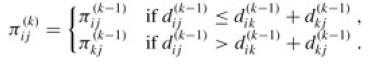 π_{ij}^{(k)} = { π_{ij}^{(k-1)} if d_{ij}^{(k-1)} ≤ d_{ik}^{(k-1)} + d_{kj}^{(k-1)} ,
π_{kj}^{(k-1)} if d_{ij}^{(k-1)} > d_{ik}^{(k-1)} + d_{kj}^{(k-1)} .